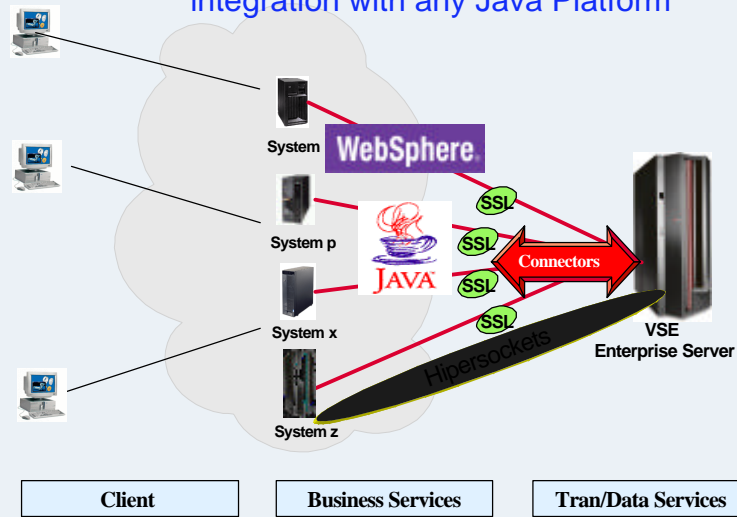 integration with any Java Platform
System
WebSphere.
SSL
System p
SSL
JAVA
Connectors
SSL
System x
SSL
VSE
Enterprise Server
Hipersockets
System z
Client
Business Services
Tran/Data Services